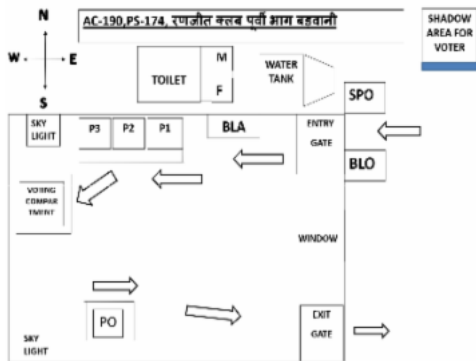 N
W E
S
AC-190,PS-174, रणजीत क्लब पूर्वी भाग बड़वानी
SHADOW
AREA FOR
VOTER
TOILET
M
F
WATER
TANK
SPO
SKY
LIGHT
P3 P2 P1
BLA
ENTRY
GATE
BLO
VOTING
COMPAR
TMENT
WINDOW
PO
EXIT
GATE
SKY
LIGHT